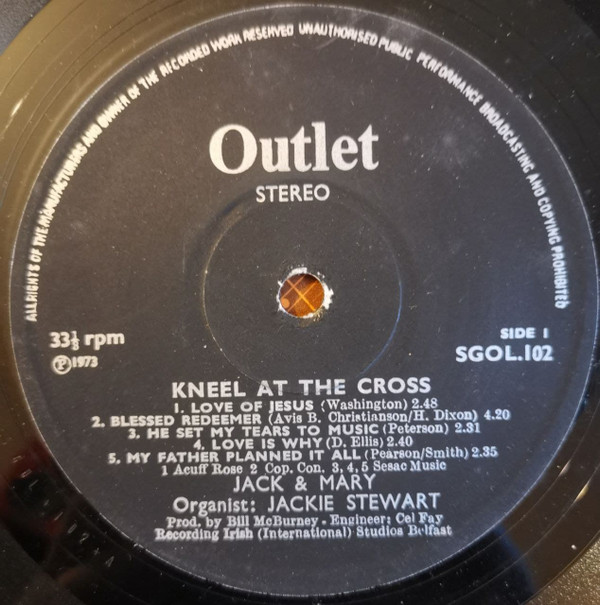 ALL RIGHTS OF THE MANUFACTURERS AND OWNER OF THE RECORDED WORK RESERVED UNAUTHORISED PUBLIC PERFORMANCE BROADCASTING AND COPYING PROHIBITED
Outlet
STEREO
33⅓ rpm
Ⓟ1973
SIDE 1
SGOL.102
KNEEL AT THE CROSS
1. LOVE OF JESUS (Washington) 2.48
2. BLESSED REDEEMER (Avis B. Christianson/H. Dixon) 4.20
3. HE SET MY TEARS TO MUSIC (Peterson) 2.31
4. LOVE IS WHY (D. Ellis) 2.40
5. MY FATHER PLANNED IT ALL (Pearson/Smith) 2.35
1 Acuff Rose 2 Cop. Con. 3, 4, 5 Sesac Music
JACK & MARY
Organist: JACKIE STEWART
Prod. by Bill McBurney - Engineer: Cel Fay
Recording Irish (International) Studios Belfast